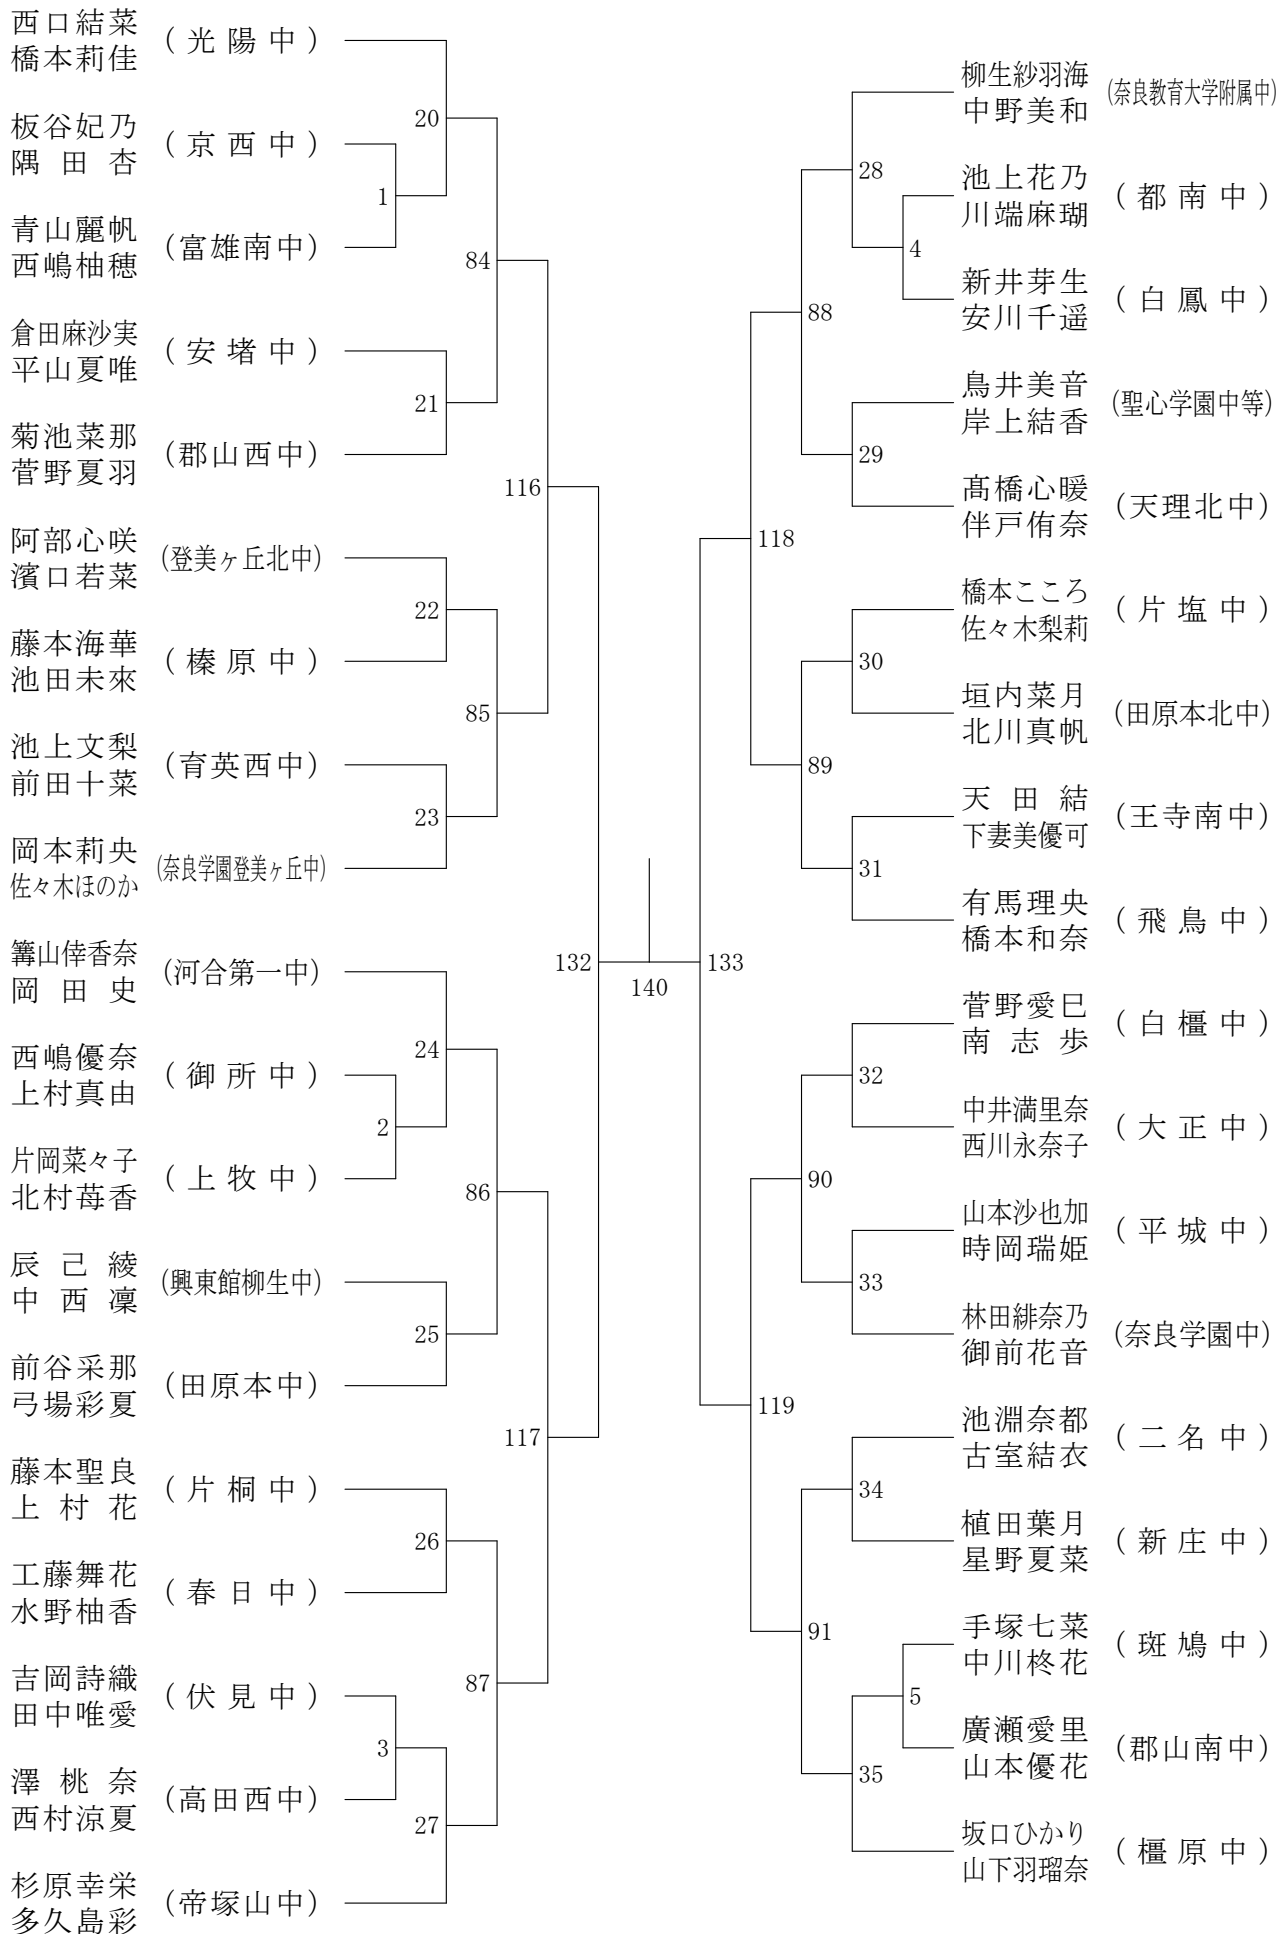 西口結菜
橋本莉佳
(光陽中)
板谷妃乃
隅田杏
(京西中)
青山麗帆
西嶋柚穂
(富雄南中)
倉田麻沙実
平山夏唯
(安堵中)
菊池菜那
菅野夏羽
(郡山西中)
阿部心咲
濱口若菜
(登美ヶ丘北中)
藤本海華
池田未來
(榛原中)
池上文梨
前田十菜
(育英西中)
岡本莉央
佐々木ほのか
(奈良学園登美ヶ丘中)
篝山倖香奈
岡田史
(河合第一中)
西嶋優奈
上村真由
(御所中)
片岡菜々子
北村苺香
(上牧中)
辰己綾
中西凜
(興東館柳生中)
前谷采那
弓場彩夏
(田原本中)
藤本聖良
上村花
(片桐中)
工藤舞花
水野柚香
(春日中)
吉岡詩織
田中唯愛
(伏見中)
澤桃奈
西村涼夏
(高田西中)
杉原幸栄
多久島彩
(帝塚山中)
1
2
3
20
21
22
23
24
25
26
27
84
85
86
87
116
117
132
140
133
118
119
88
89
90
91
28
29
30
31
32
33
34
35
4
5
柳生紗羽海
中野美和
(奈良教育大学附属中)
池上花乃
川端麻瑚
(都南中)
新井芽生
安川千遥
(白鳳中)
鳥井美音
岸上結香
(聖心学園中等)
髙橋心暖
伴戸侑奈
(天理北中)
橋本こころ
佐々木梨莉
(片塩中)
垣内菜月
北川真帆
(田原本北中)
天田結
下妻美優可
(王寺南中)
有馬理央
橋本和奈
(飛鳥中)
菅野愛巳
南志歩
(白橿中)
中井満里奈
西川永奈子
(大正中)
山本沙也加
時岡瑞姫
(平城中)
林田緋奈乃
御前花音
(奈良学園中)
池淵奈都
古室結衣
(二名中)
植田葉月
星野夏菜
(新庄中)
手塚七菜
中川柊花
(斑鳩中)
廣瀬愛里
山本優花
(郡山南中)
坂口ひかり
山下羽瑠奈
(橿原中)